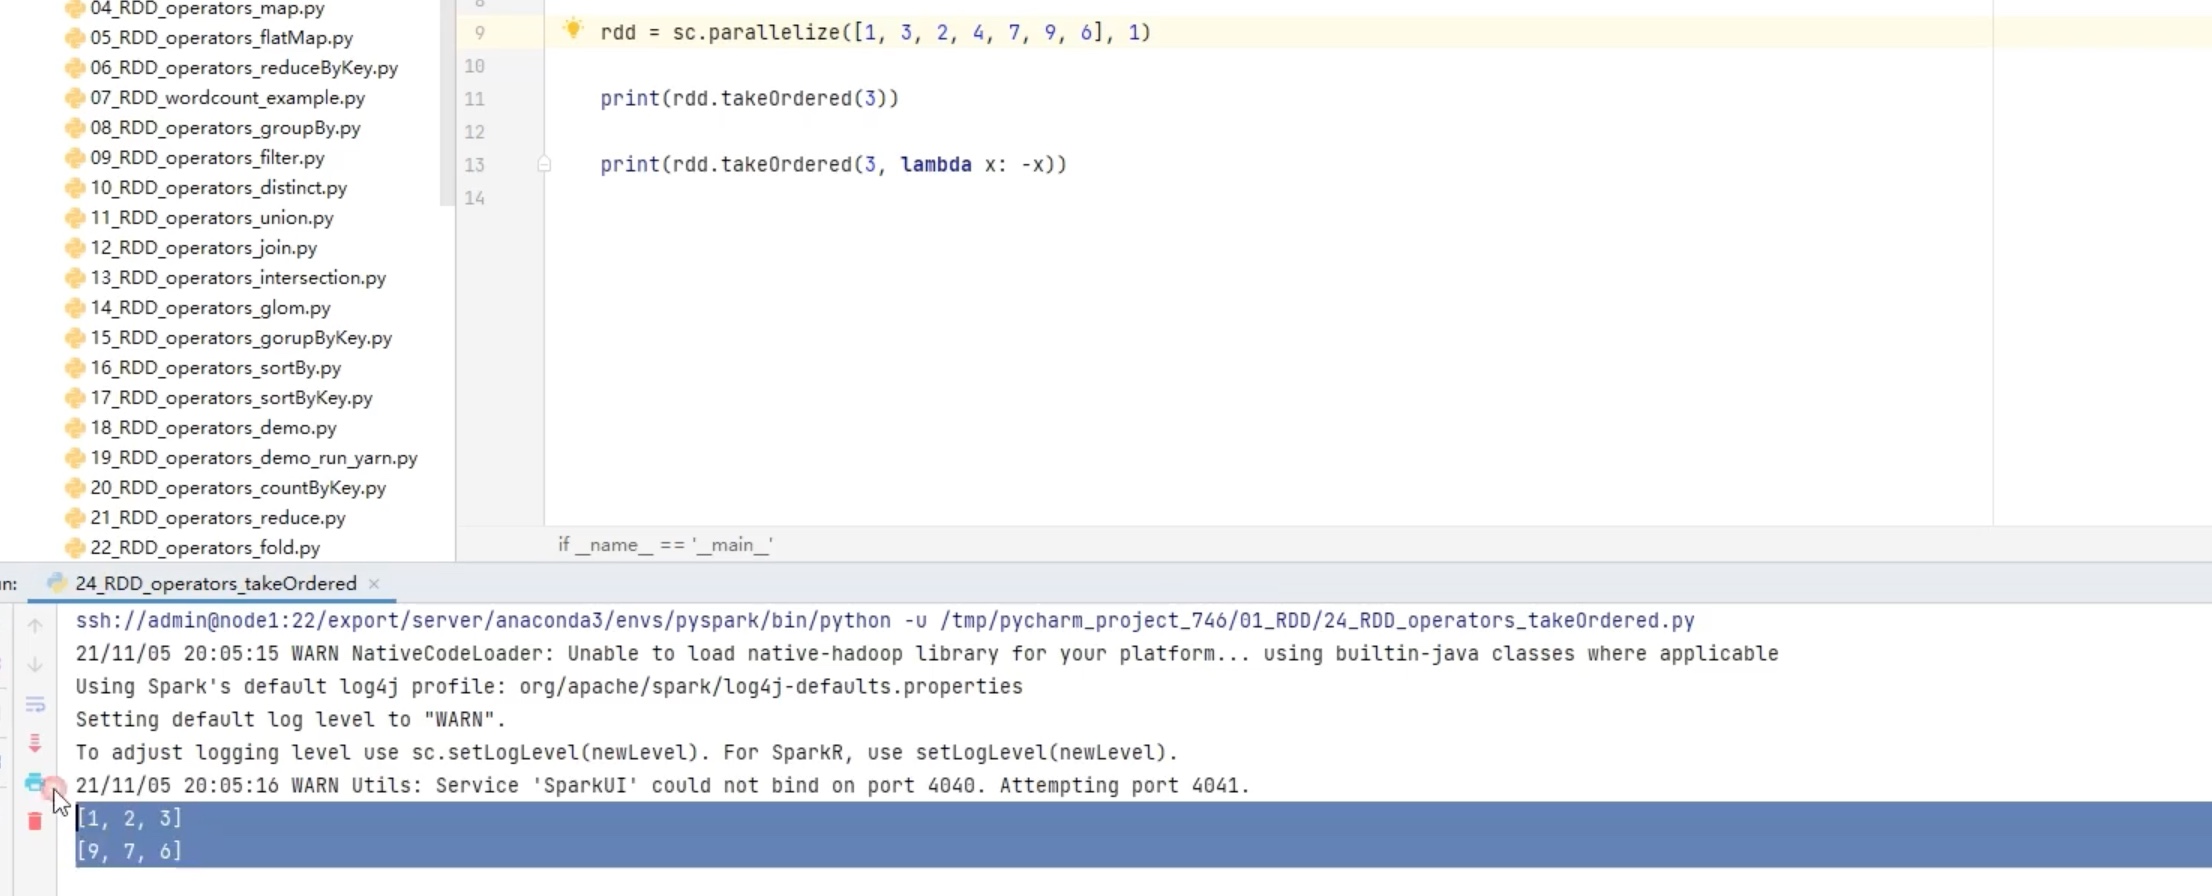 04_RDD_operators_map.py
05_RDD_operators_flatMap.py
06_RDD_operators_reduceByKey.py
07_RDD_wordcount_example.py
08_RDD_operators_groupBy.py
09_RDD_operators_filter.py
10_RDD_operators_distinct.py
11_RDD_operators_union.py
12_RDD_operators_join.py
13_RDD_operators_intersection.py
14_RDD_operators_glom.py
15_RDD_operators_gorupByKey.py
16_RDD_operators_sortBy.py
17_RDD_operators_sortByKey.py
18_RDD_operators_demo.py
19_RDD_operators_demo_run_yarn.py
20_RDD_operators_countByKey.py
21_RDD_operators_reduce.py
22_RDD_operators_fold.py
8
9 rdd = sc.parallelize([1, 3, 2, 4, 7, 9, 6], 1)
10
11 print(rdd.takeOrdered(3))
12
13 print(rdd.takeOrdered(3, lambda x: -x))
14
if __name__ == '__main__'
24_RDD_operators_takeOrdered
ssh://admin@node1:22/export/server/anaconda3/envs/pyspark/bin/python -u /tmp/pycharm_project_746/01_RDD/24_RDD_operators_takeOrdered.py
21/11/05 20:05:15 WARN NativeCodeLoader: Unable to load native-hadoop library for your platform... using builtin-java classes where applicable
Using Spark's default log4j profile: org/apache/spark/log4j-defaults.properties
Setting default log level to "WARN".
To adjust logging level use sc.setLogLevel(newLevel). For SparkR, use setLogLevel(newLevel).
21/11/05 20:05:16 WARN Utils: Service 'SparkUI' could not bind on port 4040. Attempting port 4041.
[1, 2, 3]
[9, 7, 6]